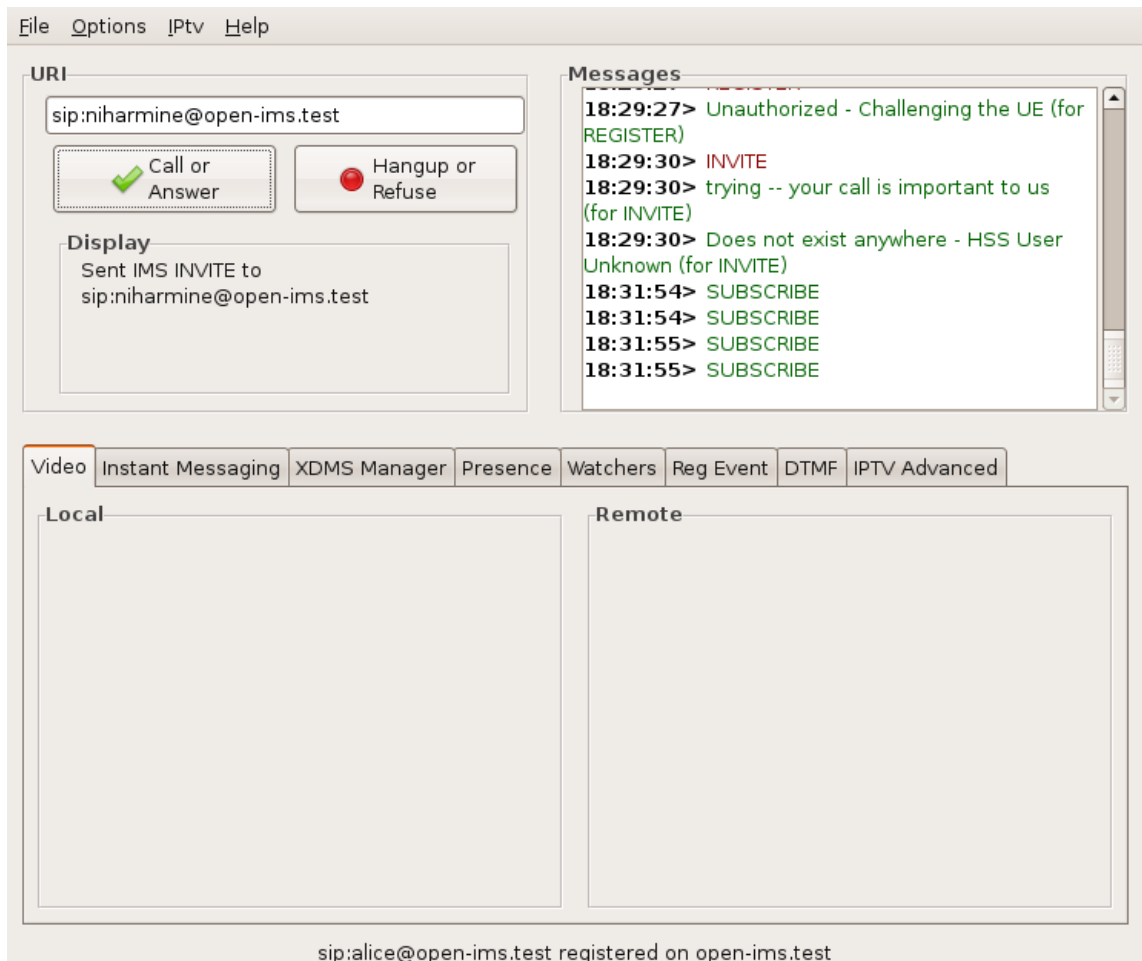 File Options IPtv Help
URI
sip:niharmine@open-ims.test
Call or
Answer
Hangup or
Refuse
Display
Sent IMS INVITE to
sip:niharmine@open-ims.test
Messages
18:29:27> Unauthorized - Challenging the UE (for
REGISTER)
18:29:30> INVITE
18:29:30> trying -- your call is important to us
(for INVITE)
18:29:30> Does not exist anywhere - HSS User
Unknown (for INVITE)
18:31:54> SUBSCRIBE
18:31:54> SUBSCRIBE
18:31:55> SUBSCRIBE
18:31:55> SUBSCRIBE
Video Instant Messaging XDMS Manager Presence Watchers Reg Event DTMF IPTV Advanced
Local
Remote
sip:alice@open-ims.test registered on open-ims.test